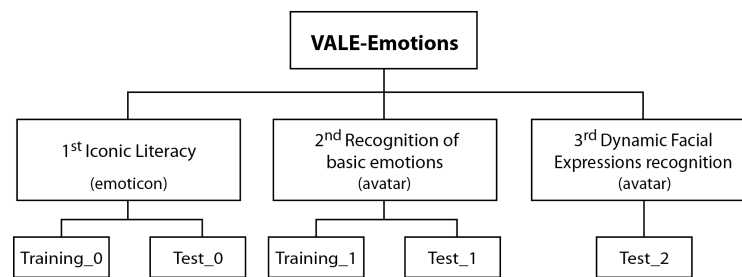 VALE-Emotions
1st Iconic Literacy
(emoticon)
2nd Recognition of
basic emotions
(avatar)
3rd Dynamic Facial
Expressions recognition
(avatar)
Training_0
Test_0
Training_1
Test_1
Test_2